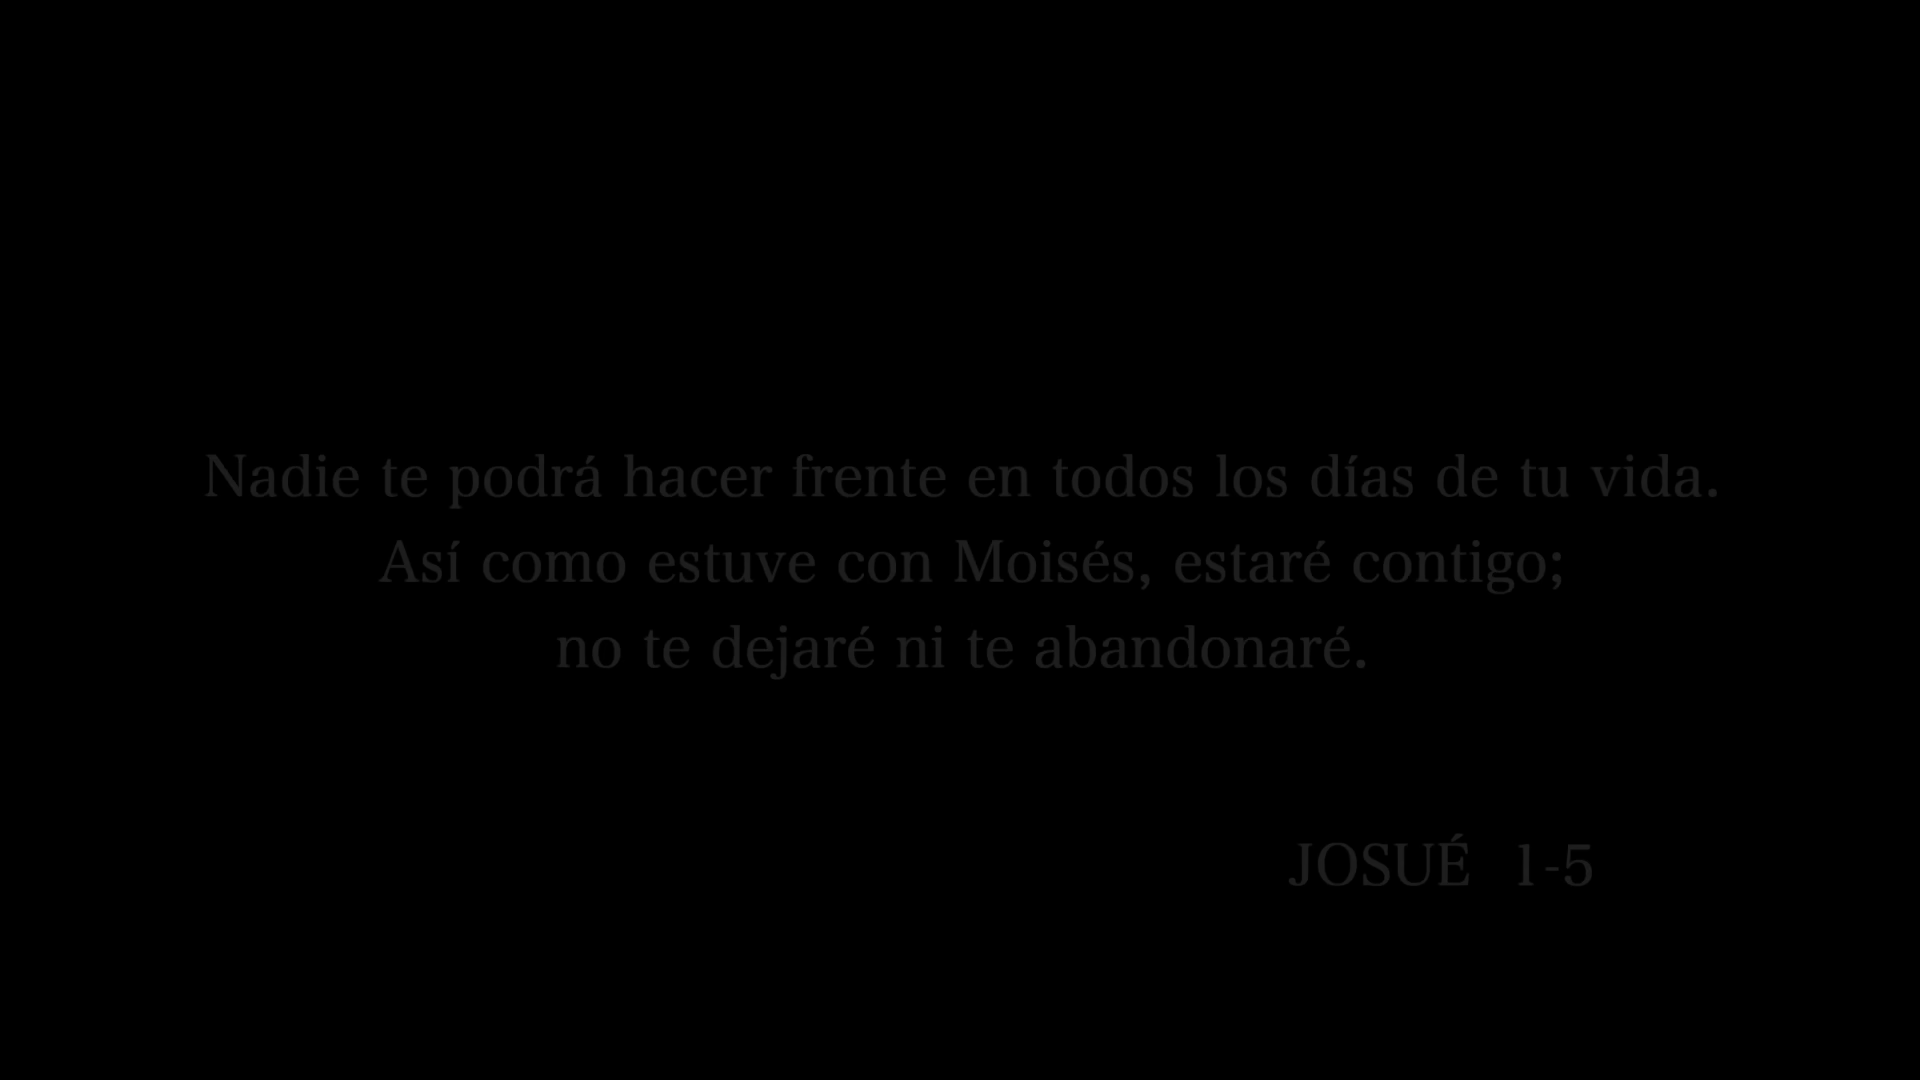 Nadie te podrá hacer frente en todos los días de tu vida.
Así como estuve con Moisés, estaré contigo;
no te dejaré ni te abandonaré.
JOSUÉ 1-5